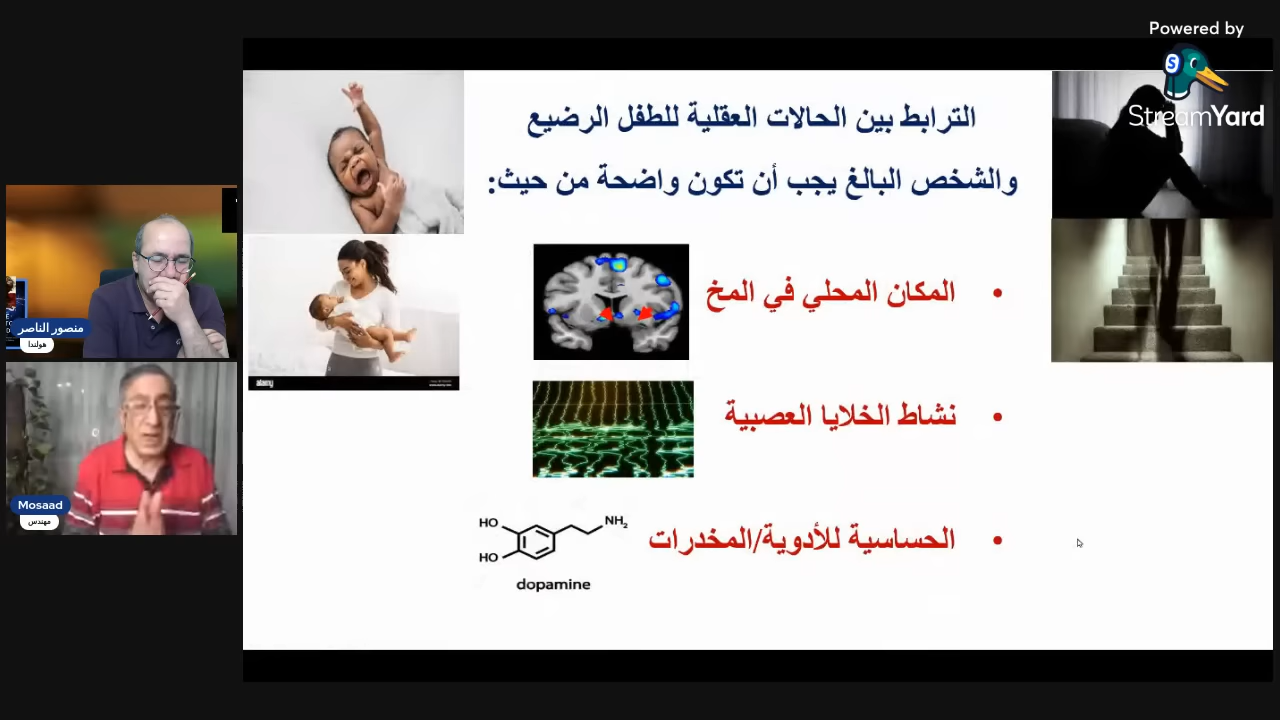 Powered by
StreamYard
الترابط بين الحالات العقلية للطفل الرضيع
والشخص البالغ يجب أن تكون واضحة من حيث:
• المكان المحلي في المخ
• نشاط الخلايا العصبية
• الحساسية للأدوية/المخدرات
HO
NH₂
HO
dopamine
alamy
منصور الناصر
هولندا
Mosaad
مهندس